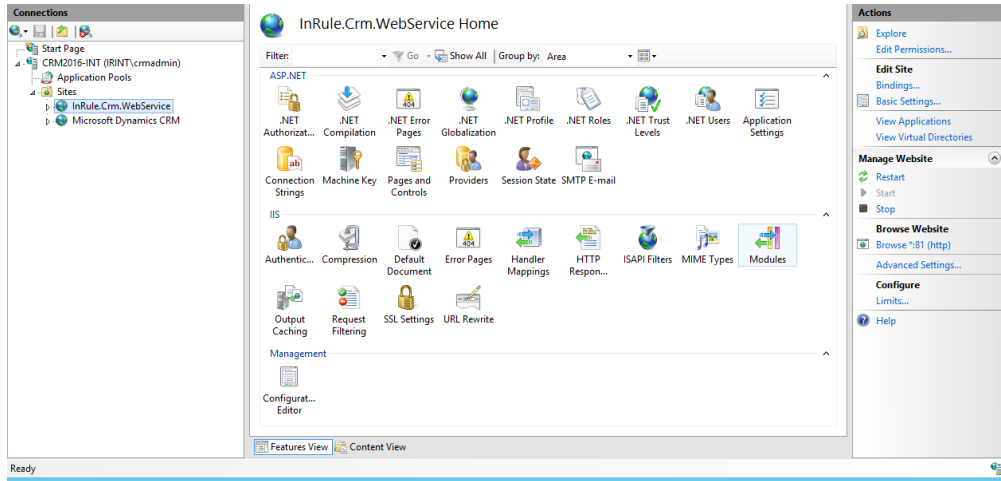 Connections
Start Page
CRM2016-INT (IRINT\crmadmin)
Application Pools
Sites
InRule.Crm.WebService
Microsoft Dynamics CRM
InRule.Crm.WebService Home
Filter: Go Show All Group by: Area
ASP.NET
.NET Authorizat... .NET Compilation .NET Error Pages .NET Globalization .NET Profile .NET Roles .NET Trust Levels .NET Users Application Settings
404
ab
Connection Strings Machine Key Pages and Controls Providers Session State SMTP E-mail
IIS
404
Authentic... Compression Default Document Error Pages Handler Mappings HTTP Respon... ISAPI Filters MIME Types Modules
Output Caching Request Filtering SSL Settings URL Rewrite
Management
Configurat... Editor
Features View Content View
Ready
Actions
Explore
Edit Permissions...
Edit Site
Bindings...
Basic Settings...
View Applications
View Virtual Directories
Manage Website
Restart
Start
Stop
Browse Website
Browse *:81 (http)
Advanced Settings...
Configure
Limits...
Help